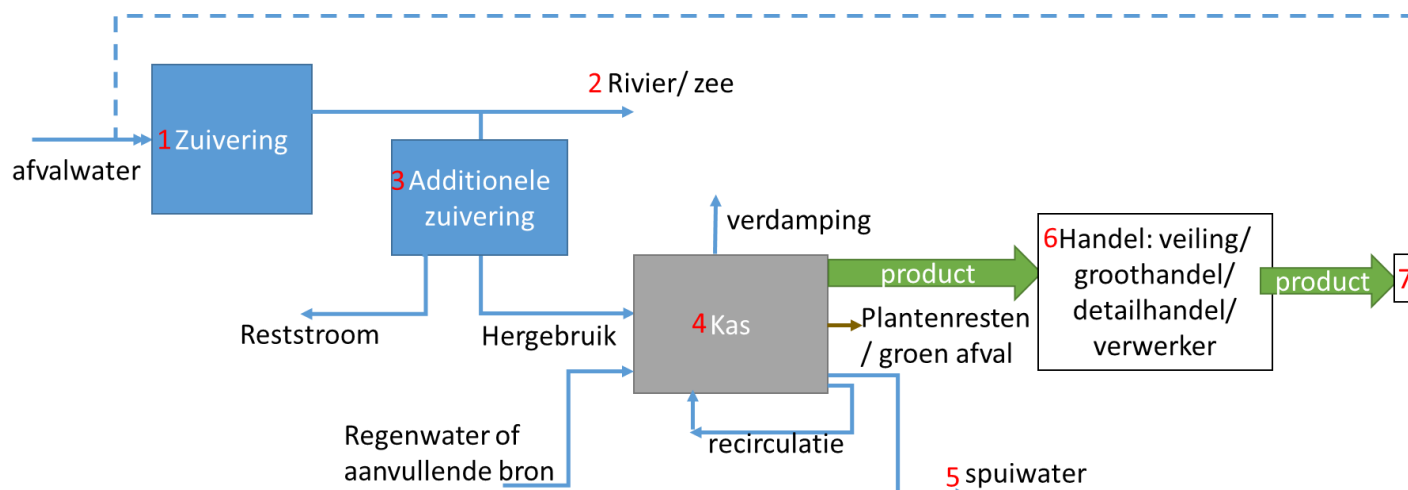 2 Rivier/ zee
1 Zuivering
afvalwater
3 Additionele
zuivering
verdamping
6 Handel: veiling/
groothandel/
detailhandel/
verwerker
product
product
7
4 Kas
Plantenresten
/ groen afval
Reststroom
Hergebruik
Regenwater of
aanvullende bron
recirculatie
5 spuiwater